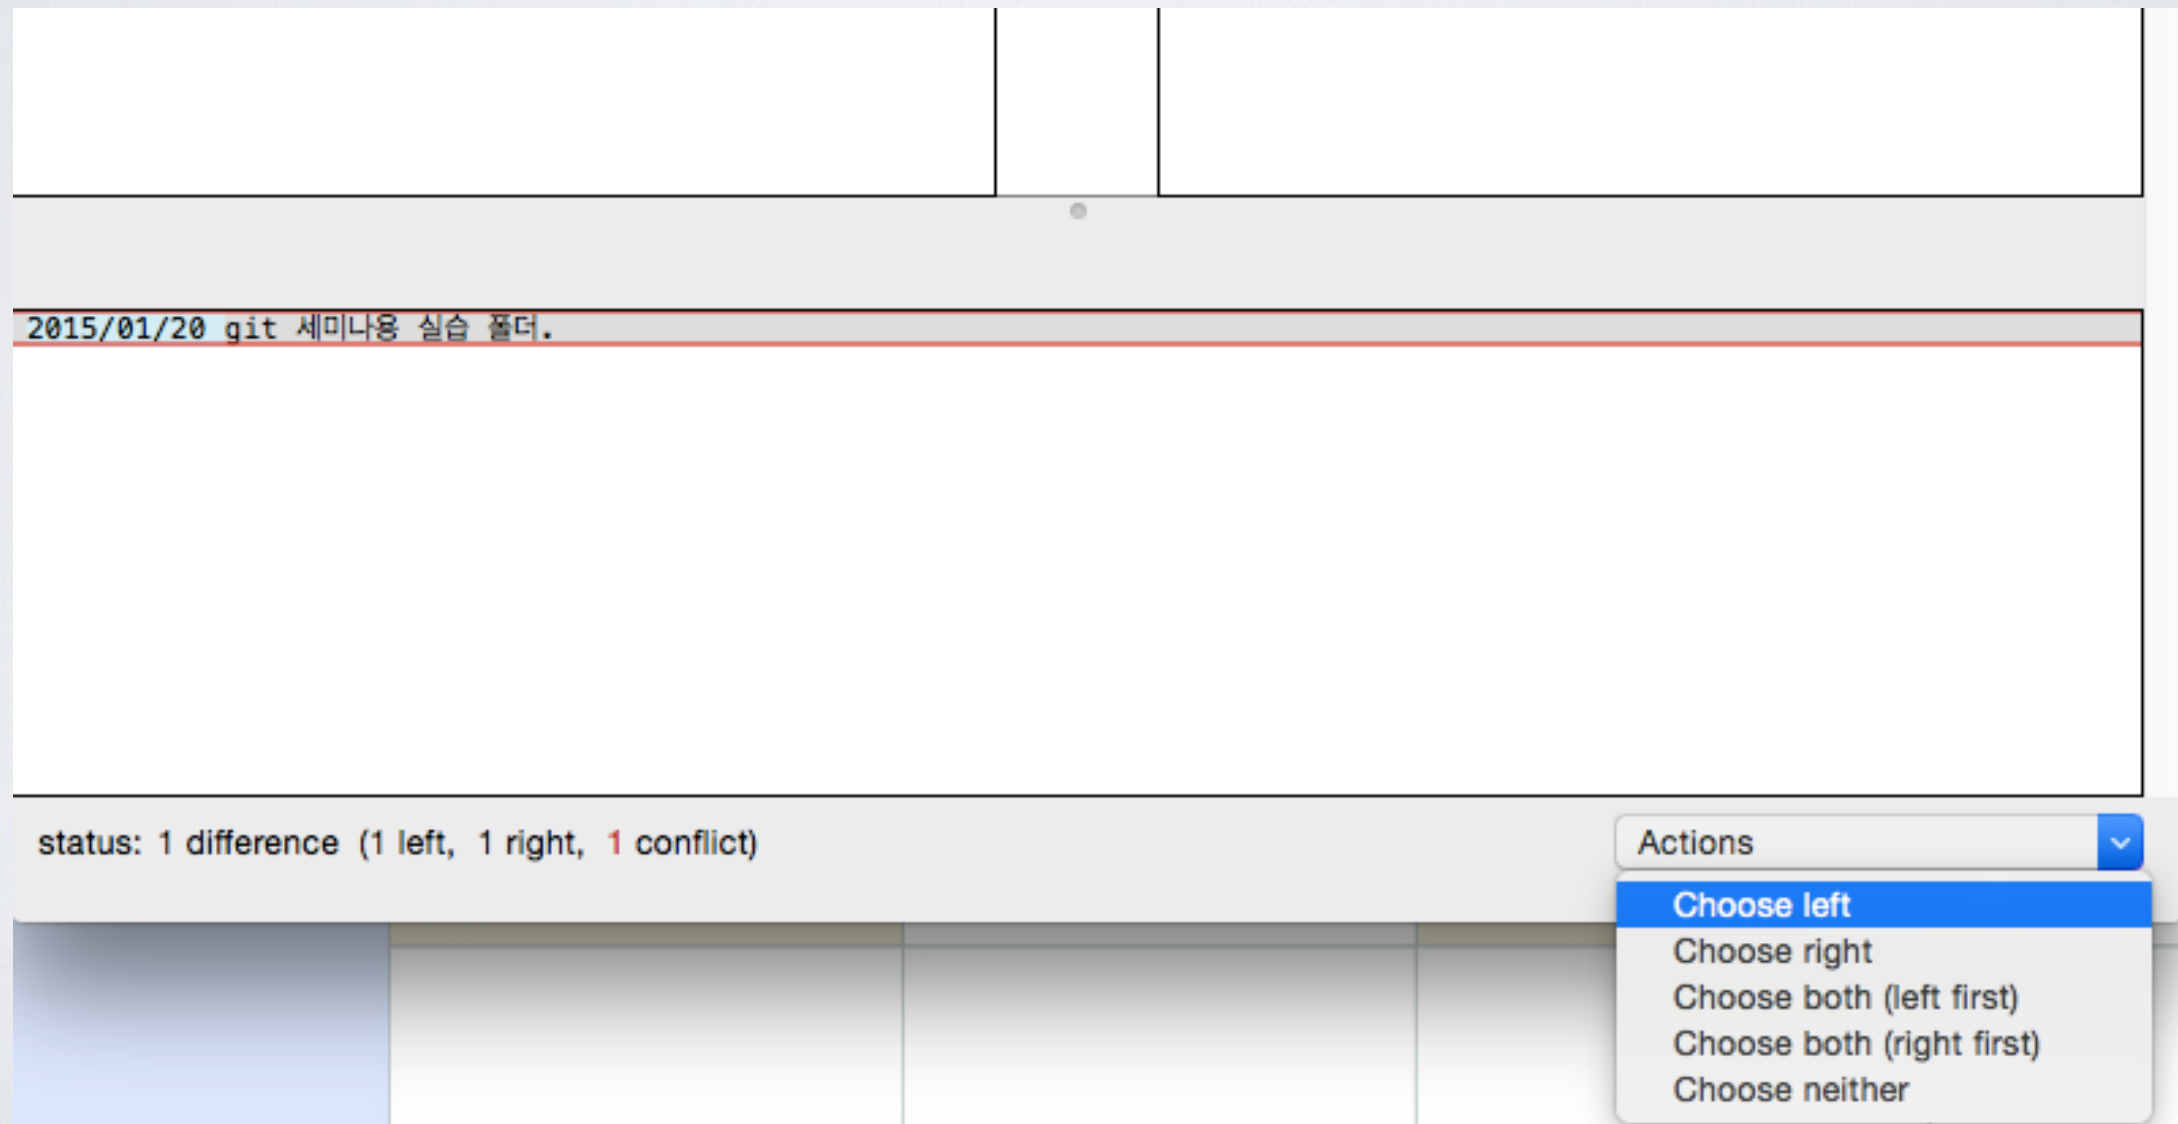 2015/01/20 git 세미나용 실습 폴더.
status: 1 difference (1 left, 1 right, 1 conflict)
Actions
Choose left
Choose right
Choose both (left first)
Choose both (right first)
Choose neither